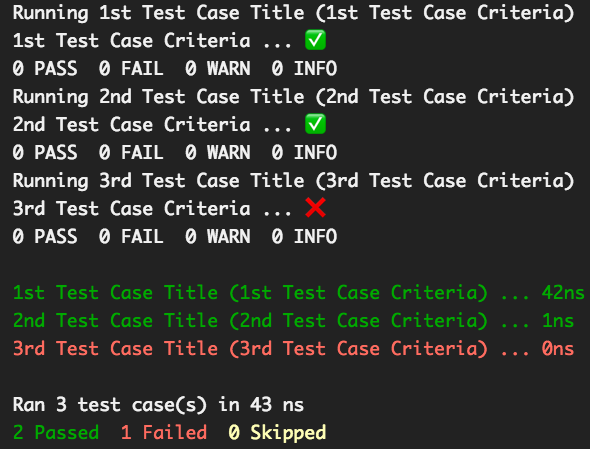 Running 1st Test Case Title (1st Test Case Criteria)
1st Test Case Criteria ... ✅
0 PASS  0 FAIL  0 WARN  0 INFO
Running 2nd Test Case Title (2nd Test Case Criteria)
2nd Test Case Criteria ... ✅
0 PASS  0 FAIL  0 WARN  0 INFO
Running 3rd Test Case Title (3rd Test Case Criteria)
3rd Test Case Criteria ... ❌
0 PASS  0 FAIL  0 WARN  0 INFO
1st Test Case Title (1st Test Case Criteria) ... 42ns
2nd Test Case Title (2nd Test Case Criteria) ... 1ns
3rd Test Case Title (3rd Test Case Criteria) ... 0ns
Ran 3 test case(s) in 43 ns
2 Passed  1 Failed  0 Skipped